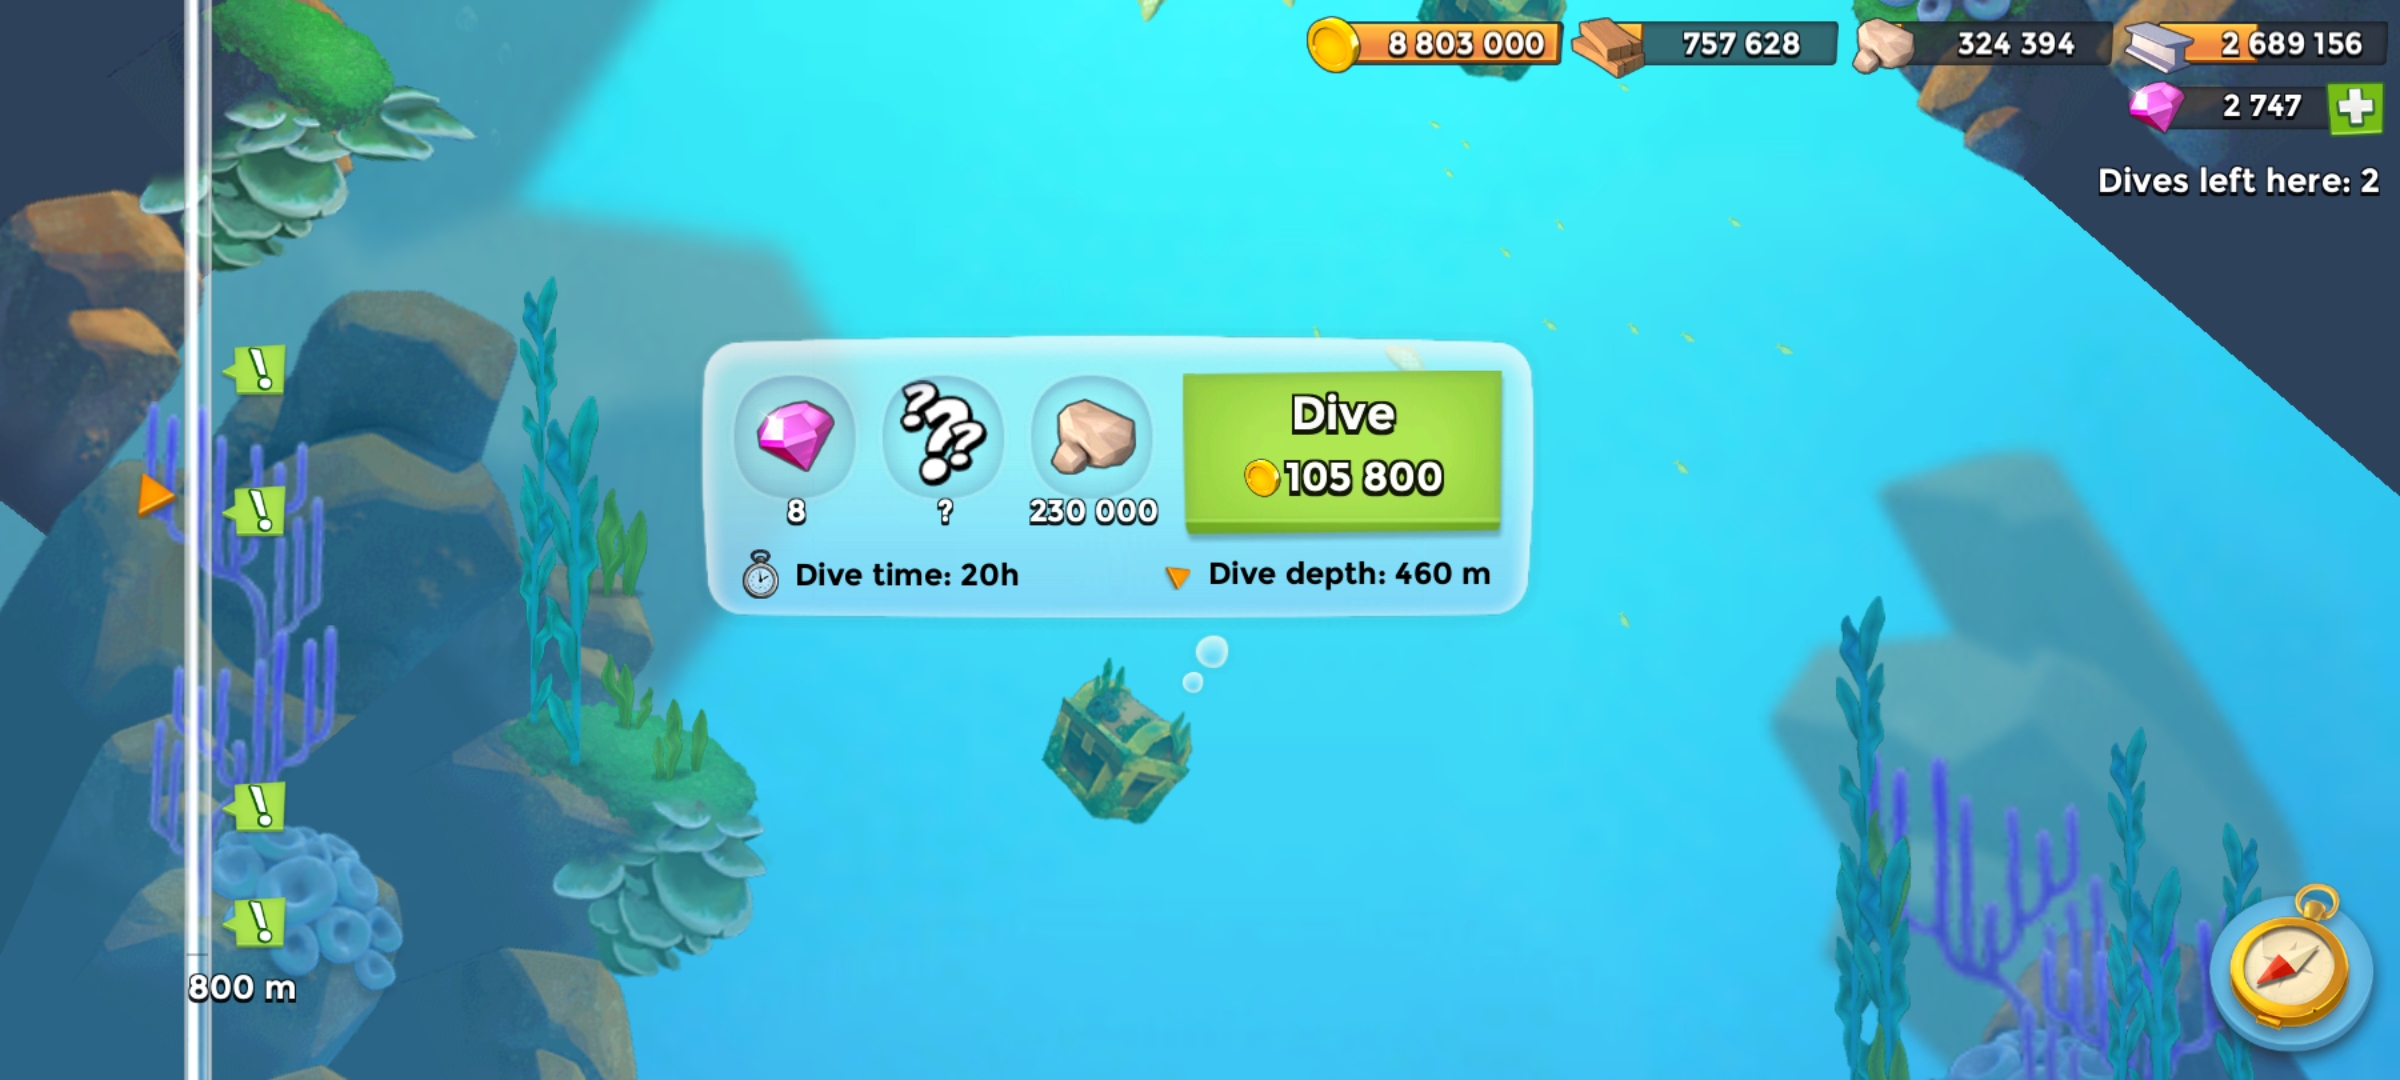 8 803 000
757 628
324 394
2 689 156
2 747
Dives left here: 2
8
?
230 000
Dive
105 800
Dive time: 20h
Dive depth: 460 m
800 m